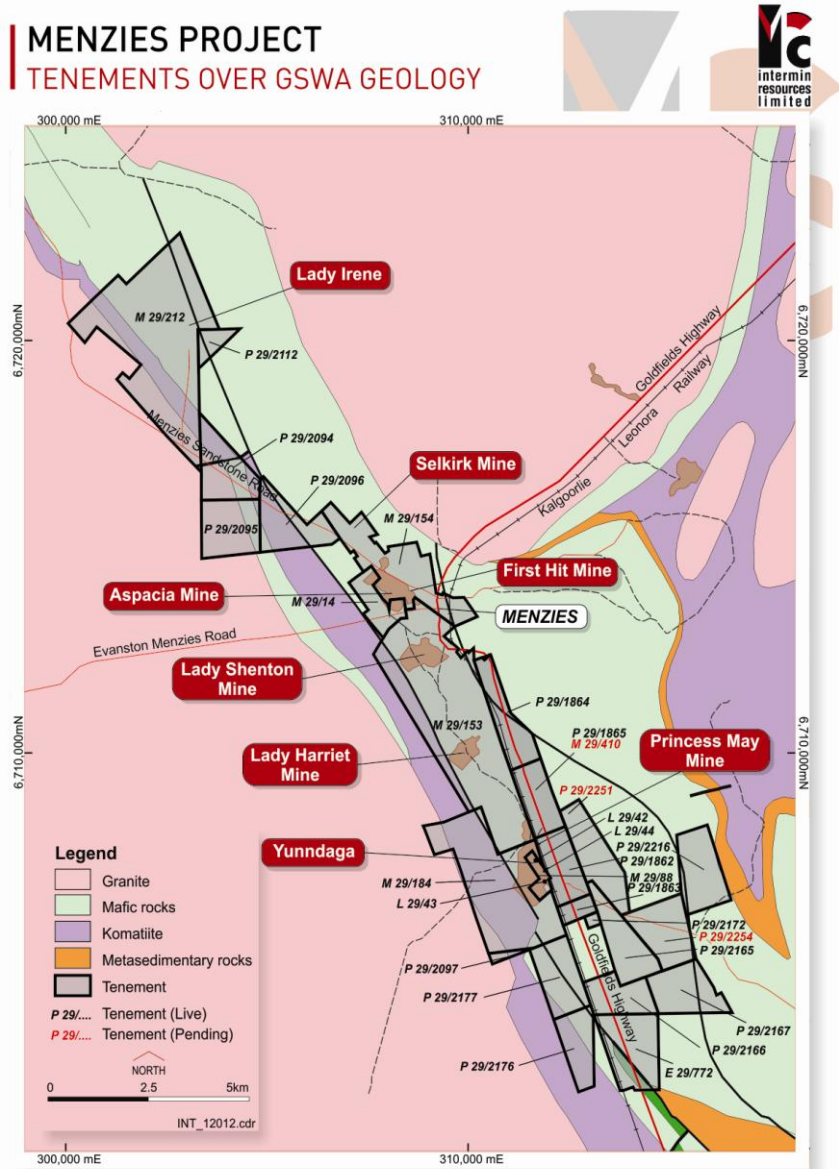 MENZIES PROJECT
TENEMENTS OVER GSWA GEOLOGY
intermin
resources
limited
300,000 mE
310,000 mE
Lady Irene
M 29/212
6,720,000mN
6,720,000mN
P 29/2112
Goldfields Highway
Leonora
Railway
Kalgoorlie
Menzies Sandstone Road
P 29/2094
P 29/2096
Selkirk Mine
P 29/2095
M 29/154
First Hit Mine
Aspacia Mine
M 29/14
MENZIES
Evanston Menzies Road
Lady Shenton
Mine
P 29/1864
M 29/153
P 29/1865
M 29/410
Princess May
Mine
Lady Harriet
Mine
6,710,000mN
6,710,000mN
P 29/2251
L 29/42
L 29/44
P 29/2216
P 29/1862
Yunndaga
M 29/88
P 29/1863
M 29/184
L 29/43
P 29/2172
P 29/2254
P 29/2165
Goldfields Highway
P 29/2097
P 29/2177
P 29/2167
P 29/2166
P 29/2176
E 29/772
Legend
Granite
Mafic rocks
Komatiite
Metasedimentary rocks
Tenement
P 29/.... Tenement (Live)
P 29/.... Tenement (Pending)
NORTH
0 2.5 5km
INT_12012.cdr
300,000 mE
310,000 mE